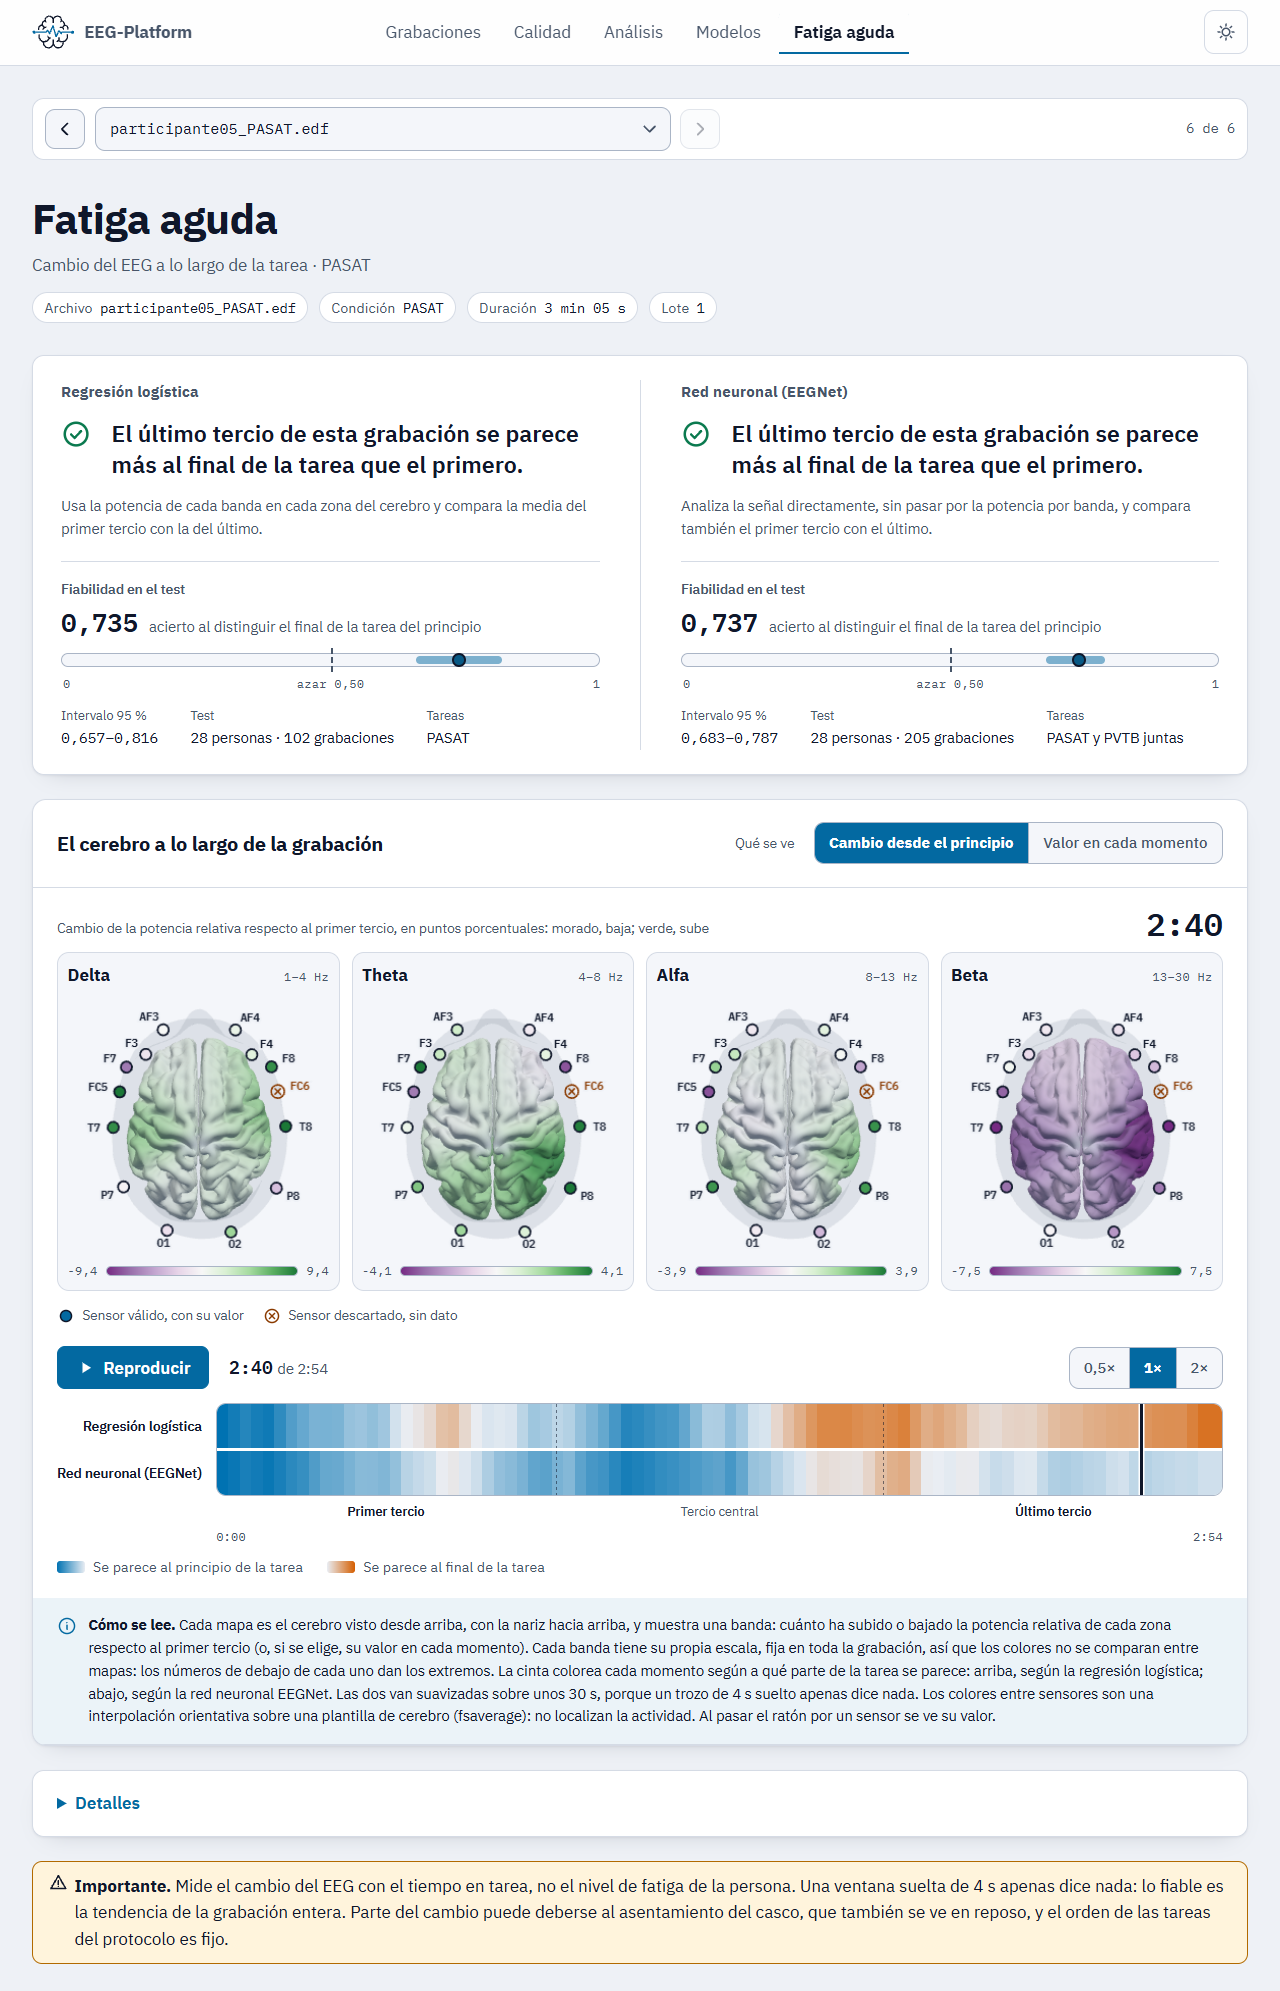 EEG-Platform
Grabaciones Calidad Análisis Modelos Fatiga aguda
participante05_PASAT.edf
6 de 6
Fatiga aguda
Cambio del EEG a lo largo de la tarea · PASAT
Archivo participante05_PASAT.edf Condición PASAT Duración 3 min 05 s Lote 1
Regresión logística
El último tercio de esta grabación se parece
más al final de la tarea que el primero.
Usa la potencia de cada banda en cada zona del cerebro y compara la media del
primer tercio con la del último.
Fiabilidad en el test
0,735 acierto al distinguir el final de la tarea del principio
0 azar 0,50 1
Intervalo 95 % Test Tareas
0,657–0,816 28 personas · 102 grabaciones PASAT
Red neuronal (EEGNet)
El último tercio de esta grabación se parece
más al final de la tarea que el primero.
Analiza la señal directamente, sin pasar por la potencia por banda, y compara
también el primer tercio con el último.
Fiabilidad en el test
0,737 acierto al distinguir el final de la tarea del principio
0 azar 0,50 1
Intervalo 95 % Test Tareas
0,683–0,787 28 personas · 205 grabaciones PASAT y PVTB juntas
El cerebro a lo largo de la grabación
Qué se ve Cambio desde el principio Valor en cada momento
Cambio de la potencia relativa respecto al primer tercio, en puntos porcentuales: morado, baja; verde, sube
2:40
Delta 1–4 Hz
AF3 AF4
F3 F4
F7 F8
FC5 FC6
T7 T8
P7 P8
O1 O2
-9,4 9,4
Theta 4–8 Hz
AF3 AF4
F3 F4
F7 F8
FC5 FC6
T7 T8
P7 P8
O1 O2
-4,1 4,1
Alfa 8–13 Hz
AF3 AF4
F3 F4
F7 F8
FC5 FC6
T7 T8
P7 P8
O1 O2
-3,9 3,9
Beta 13–30 Hz
AF3 AF4
F3 F4
F7 F8
FC5 FC6
T7 T8
P7 P8
O1 O2
-7,5 7,5
Sensor válido, con su valor Sensor descartado, sin dato
Reproducir 2:40 de 2:54
0,5× 1× 2×
Regresión logística
Red neuronal (EEGNet)
Primer tercio Tercio central Último tercio
0:00 2:54
Se parece al principio de la tarea Se parece al final de la tarea
Cómo se lee. Cada mapa es el cerebro visto desde arriba, con la nariz hacia arriba, y muestra una banda: cuánto ha subido o bajado la potencia relativa de cada zona
respecto al primer tercio (o, si se elige, su valor en cada momento). Cada banda tiene su propia escala, fija en toda la grabación, así que los colores no se comparan entre
mapas: los números de debajo de cada uno dan los extremos. La cinta colorea cada momento según a qué parte de la tarea se parece: arriba, según la regresión logística;
abajo, según la red neuronal EEGNet. Las dos van suavizadas sobre unos 30 s, porque un trozo de 4 s suelto apenas dice nada. Los colores entre sensores son una
interpolación orientativa sobre una plantilla de cerebro (fsaverage): no localizan la actividad. Al pasar el ratón por un sensor se ve su valor.
Detalles
Importante. Mide el cambio del EEG con el tiempo en tarea, no el nivel de fatiga de la persona. Una ventana suelta de 4 s apenas dice nada: lo fiable es
la tendencia de la grabación entera. Parte del cambio puede deberse al asentamiento del casco, que también se ve en reposo, y el orden de las tareas
del protocolo es fijo.